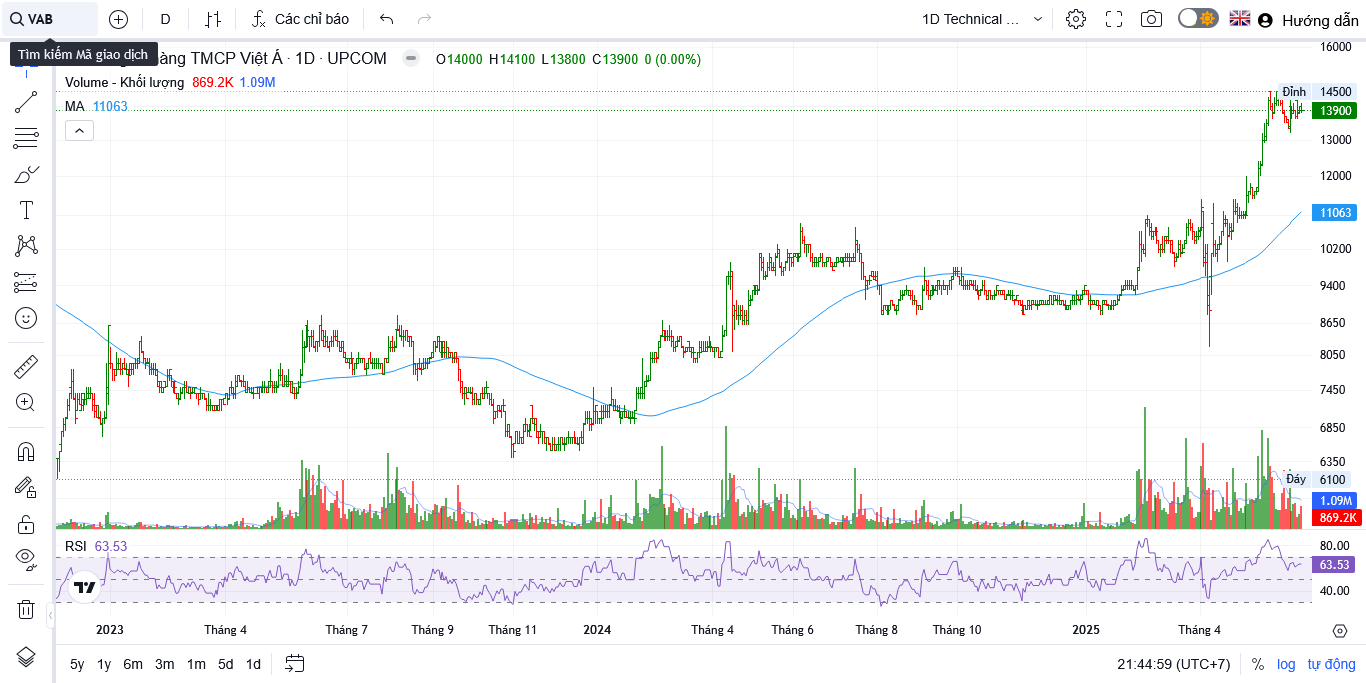 VAB
D
Các chỉ báo
1D Technical ...
Hướng dẫn
Tìm kiếm Mã giao dịch
àng TMCP Việt Á · 1D · UPCOM
O14000 H14100 L13800 C13900 0 (0.00%)
Volume - Khối lượng 869.2K 1.09M
MA 11063
16000
Đỉnh 14500
13900
13000
12000
11063
10200
9400
8650
8050
7450
6850
6350
Đáy 6100
1.09M
869.2K
RSI 63.53
80.00
63.53
40.00
2023 Tháng 4 Tháng 7 Tháng 9 Tháng 11 2024 Tháng 4 Tháng 6 Tháng 8 Tháng 10 2025 Tháng 4
5y 1y 6m 3m 1m 5d 1d
21:44:59 (UTC+7) % log tự động